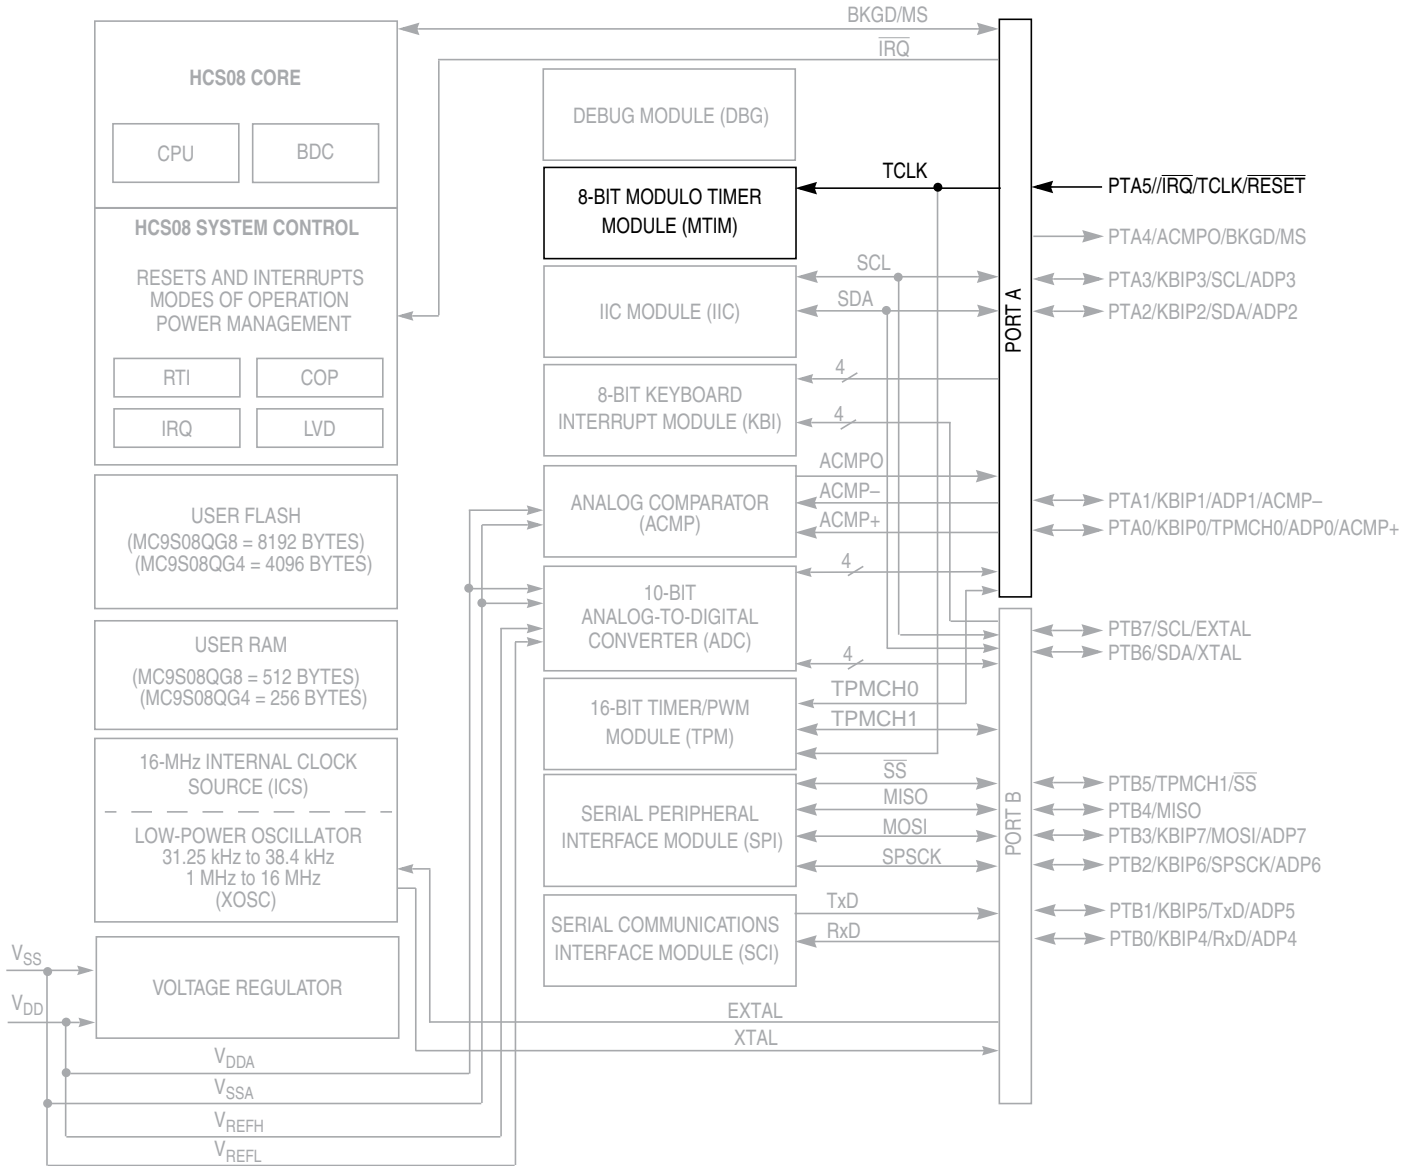 BKGD/MS
IRQ
HCS08 CORE
CPU
BDC
HCS08 SYSTEM CONTROL
RESETS AND INTERRUPTS
MODES OF OPERATION
POWER MANAGEMENT
RTI
COP
IRQ
LVD
USER FLASH
(MC9S08QG8 = 8192 BYTES)
(MC9S08QG4 = 4096 BYTES)
USER RAM
(MC9S08QG8 = 512 BYTES)
(MC9S08QG4 = 256 BYTES)
16-MHz INTERNAL CLOCK
SOURCE (ICS)
LOW-POWER OSCILLATOR
31.25 kHz to 38.4 kHz
1 MHz to 16 MHz
(XOSC)
VSS
VDD
VOLTAGE REGULATOR
VDDA
VSSA
VREFH
VREFL
DEBUG MODULE (DBG)
8-BIT MODULO TIMER
MODULE (MTIM)
TCLK
IIC MODULE (IIC)
SCL
SDA
8-BIT KEYBOARD
INTERRUPT MODULE (KBI)
4
4
ANALOG COMPARATOR
(ACMP)
ACMPO
ACMP–
ACMP+
10-BIT
ANALOG-TO-DIGITAL
CONVERTER (ADC)
4
4
16-BIT TIMER/PWM
MODULE (TPM)
TPMCH0
TPMCH1
SERIAL PERIPHERAL
INTERFACE MODULE (SPI)
SS
MISO
MOSI
SPSCK
SERIAL COMMUNICATIONS
INTERFACE MODULE (SCI)
TxD
RxD
EXTAL
XTAL
PORT A
PORT B
PTA5//IRQ/TCLK/RESET
PTA4/ACMPO/BKGD/MS
PTA3/KBIP3/SCL/ADP3
PTA2/KBIP2/SDA/ADP2
PTA1/KBIP1/ADP1/ACMP–
PTA0/KBIP0/TPMCH0/ADP0/ACMP+
PTB7/SCL/EXTAL
PTB6/SDA/XTAL
PTB5/TPMCH1/SS
PTB4/MISO
PTB3/KBIP7/MOSI/ADP7
PTB2/KBIP6/SPSCK/ADP6
PTB1/KBIP5/TxD/ADP5
PTB0/KBIP4/RxD/ADP4